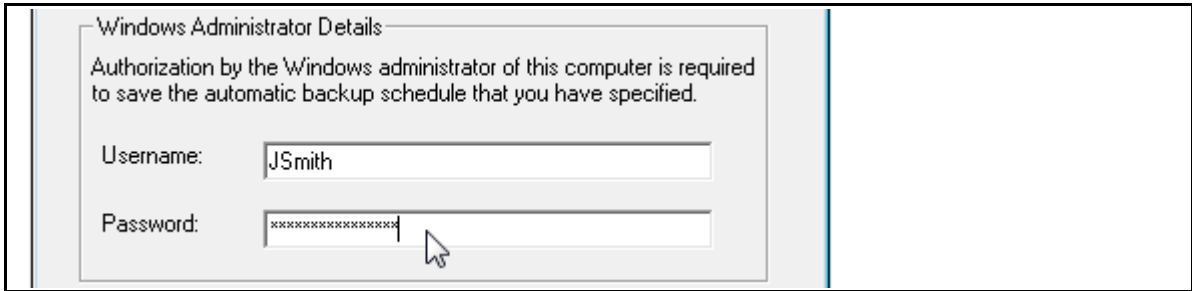 Windows Administrator Details
Authorization by the Windows administrator of this computer is required
to save the automatic backup schedule that you have specified.
Username: JSmith
Password: ****************